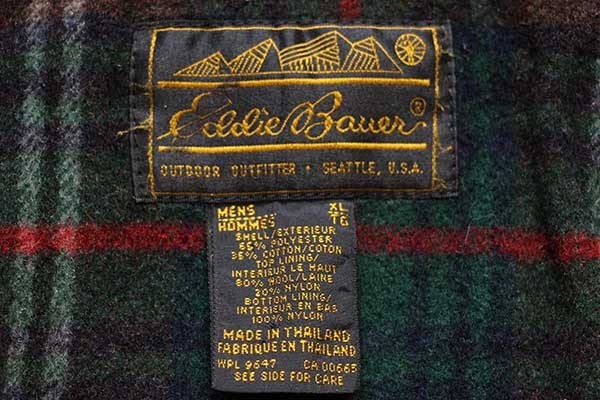 Eddie Bauer®
OUTDOOR OUTFITTER • SEATTLE, U.S.A.
MENS XL
HOMMES TG
SHELL/EXTERIEUR
65% POLYESTER
35% COTTON/COTON
TOP LINING/
INTERIEUR LE HAUT
80% WOOL/LAINE
20% NYLON
BOTTOM LINING/
INTERIEUR EN BAS
100% NYLON
MADE IN THAILAND
FABRIQUE EN THAILAND
WPL 9647 CA 00665
SEE SIDE FOR CARE